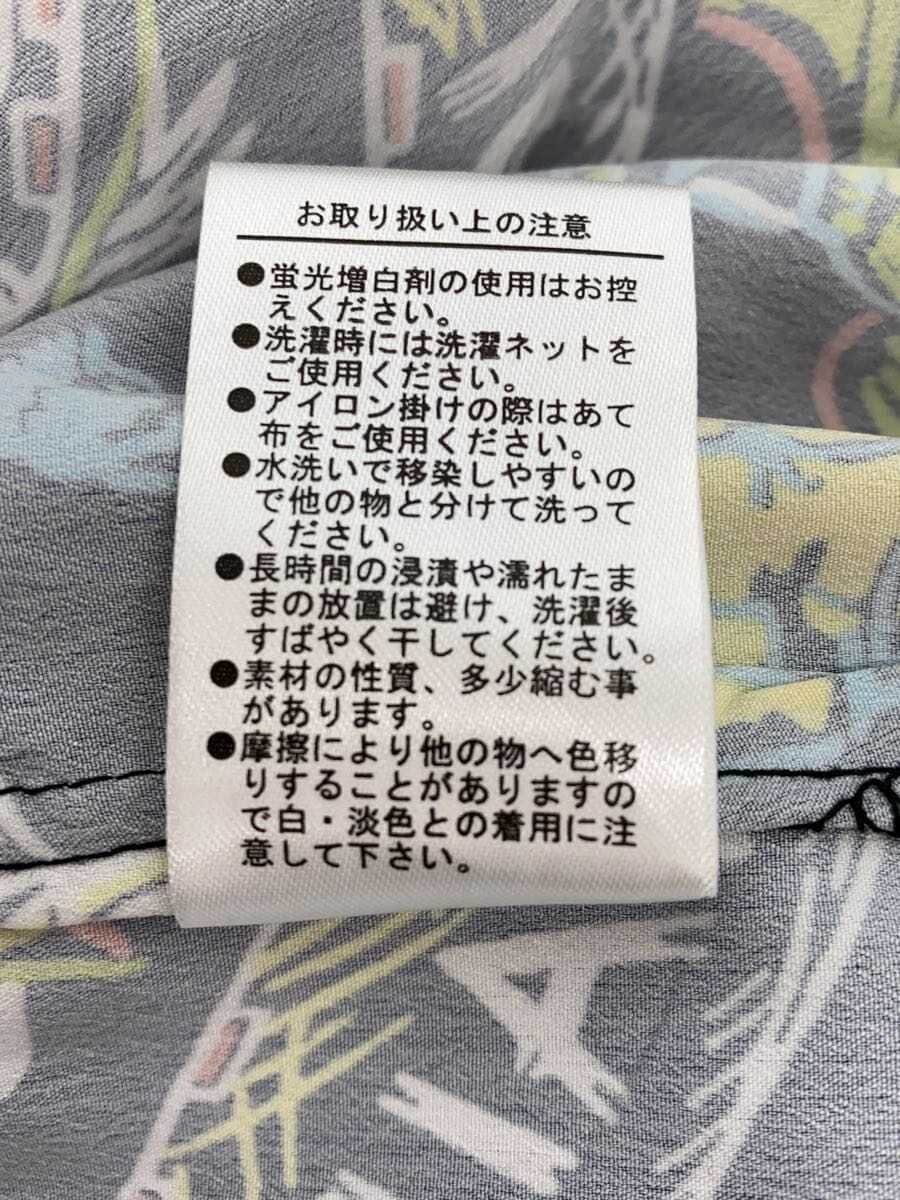 お取り扱い上の注意
●蛍光増白剤の使用はお控
えください。
●洗濯時には洗濯ネットを
ご使用ください。
●アイロン掛けの際はあて
布をご使用ください。
●水洗いで移染しやすいの
で他の物と分けて洗って
ください。
●長時間の浸漬や濡れたま
まの放置は避け、洗濯後
すばやく干してください。
●素材の性質、多少縮む事
があります。
●摩擦により他の物へ色移
りすることがありますの
で白・淡色との着用に注
意して下さい。